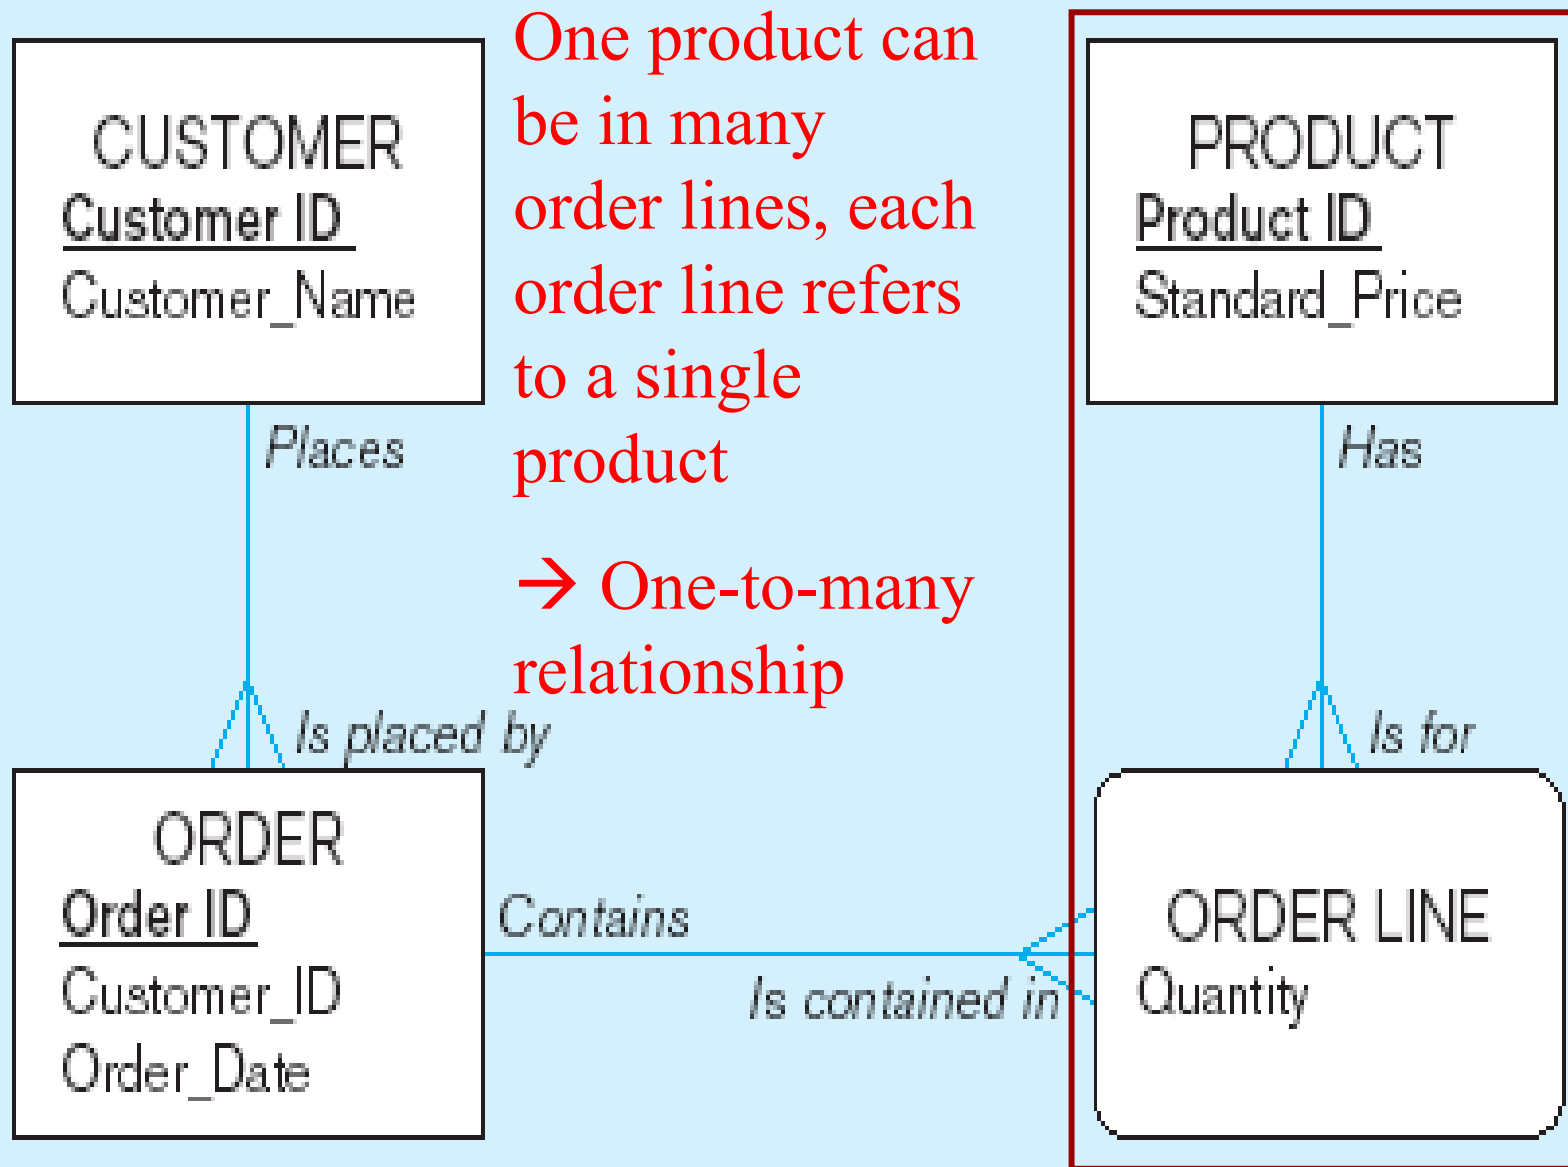 CUSTOMER
Customer ID
Customer_Name
One product can
be in many
order lines, each
order line refers
to a single
product
→ One-to-many
relationship
PRODUCT
Product ID
Standard_Price
Places
Has
Is placed by
Is for
ORDER
Order ID
Customer_ID
Order_Date
Contains
Is contained in
ORDER LINE
Quantity